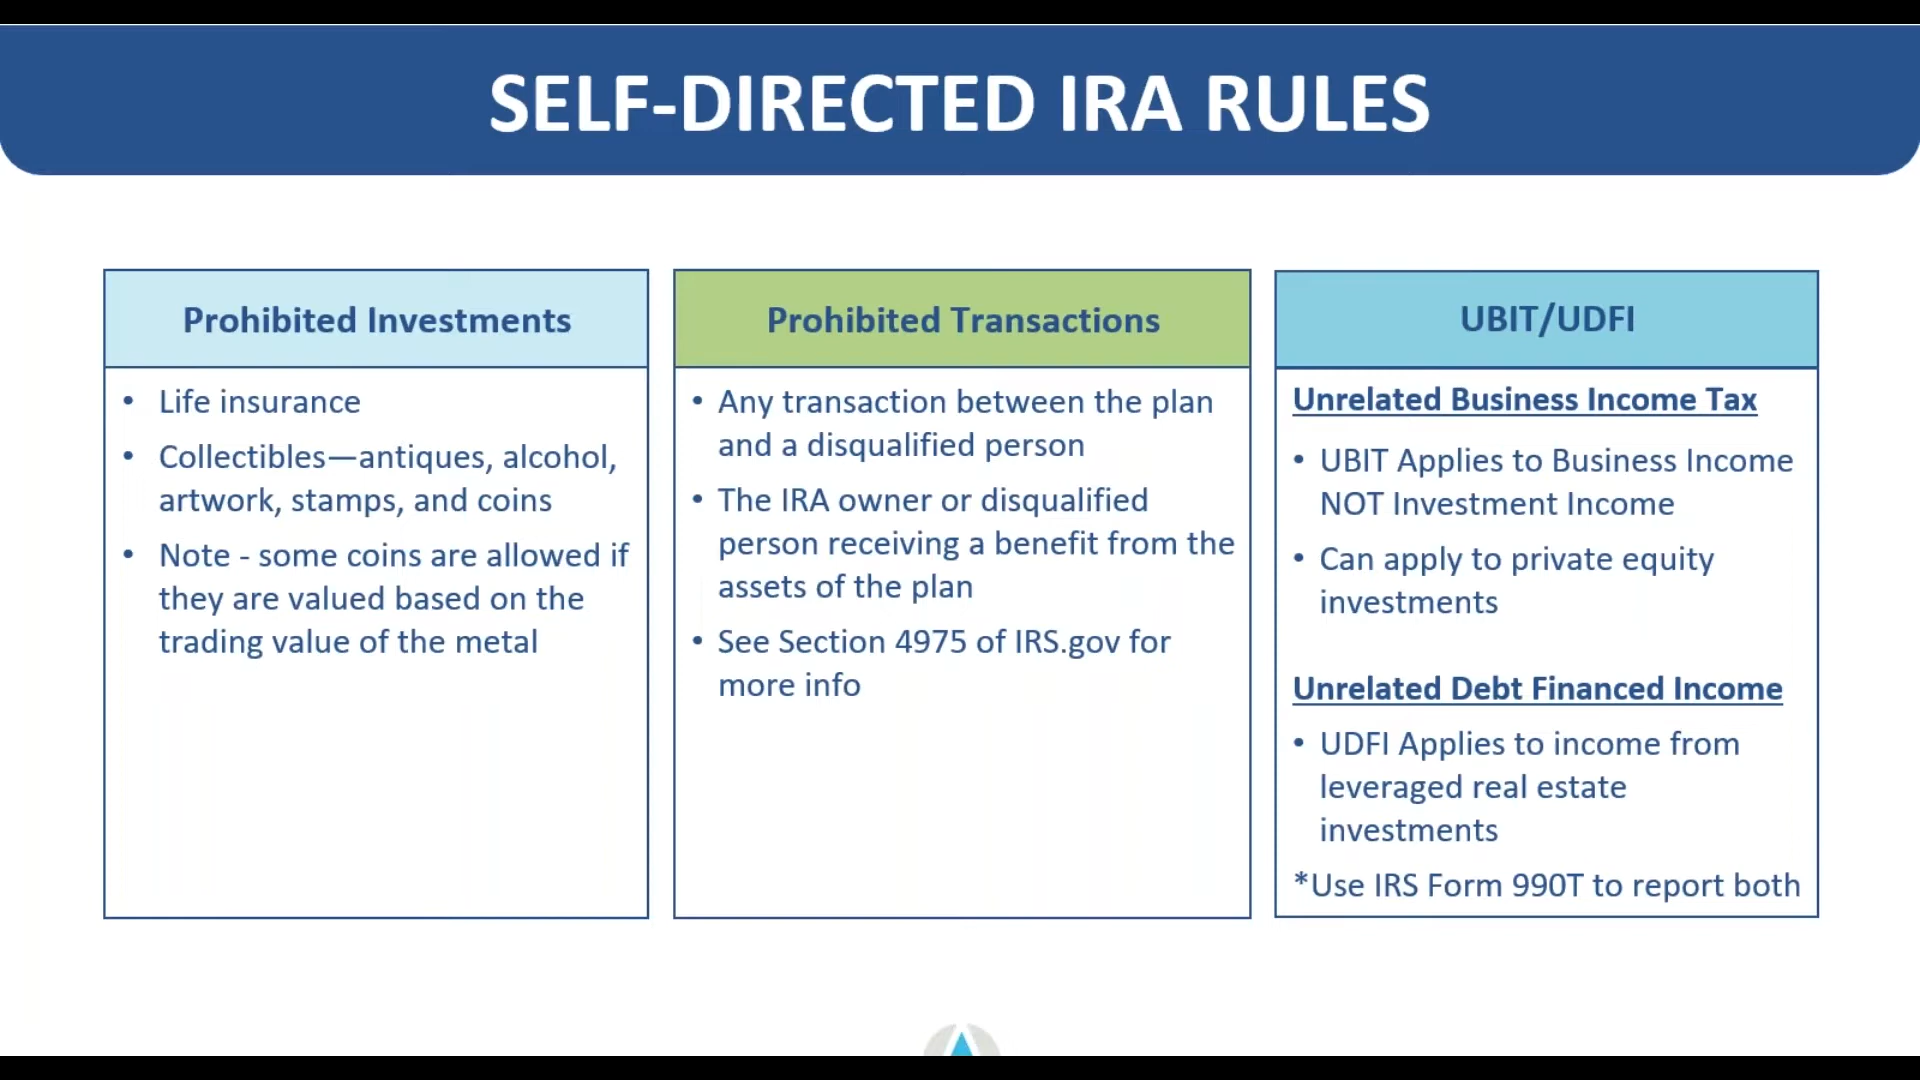 SELF-DIRECTED IRA RULES
Prohibited Investments
• Life insurance
• Collectibles—antiques, alcohol,
artwork, stamps, and coins
• Note - some coins are allowed if
they are valued based on the
trading value of the metal
Prohibited Transactions
• Any transaction between the plan
and a disqualified person
• The IRA owner or disqualified
person receiving a benefit from the
assets of the plan
• See Section 4975 of IRS.gov for
more info
UBIT/UDFI
Unrelated Business Income Tax
• UBIT Applies to Business Income
NOT Investment Income
• Can apply to private equity
investments
Unrelated Debt Financed Income
• UDFI Applies to income from
leveraged real estate
investments
*Use IRS Form 990T to report both